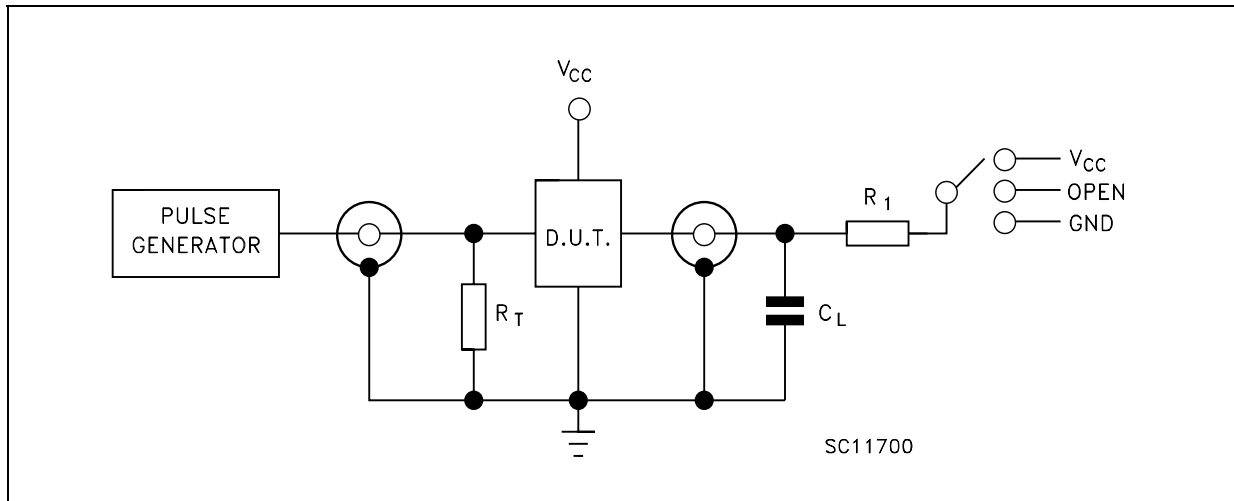 VCC
PULSE
GENERATOR
D.U.T.
RT
CL
R1
VCC
OPEN
GND
SC11700